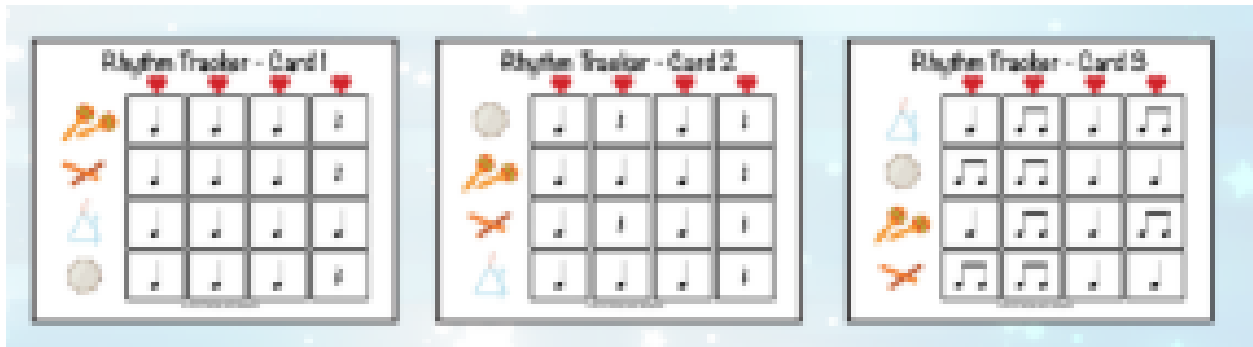 Rhythm Tracker - Card 1
Rhythm Tracker - Card 2
Rhythm Tracker - Card 3